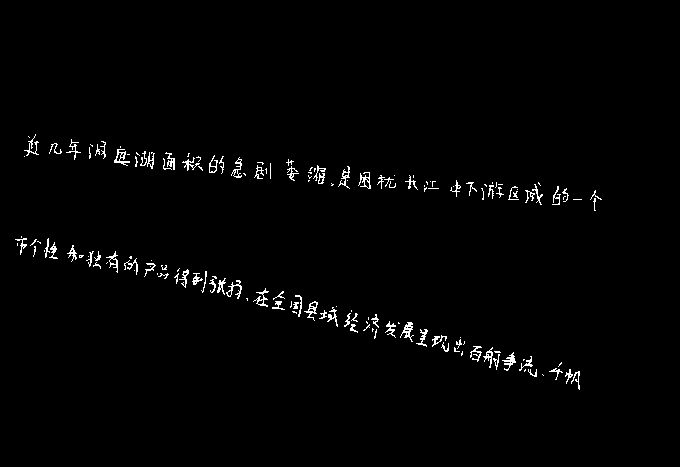 近几年洞庭湖面积的急剧萎缩,是困扰长江中下游区域的一个
市个性和独有的产品得到张扬、在全国县域经济发展呈现出百舸争流、千帆